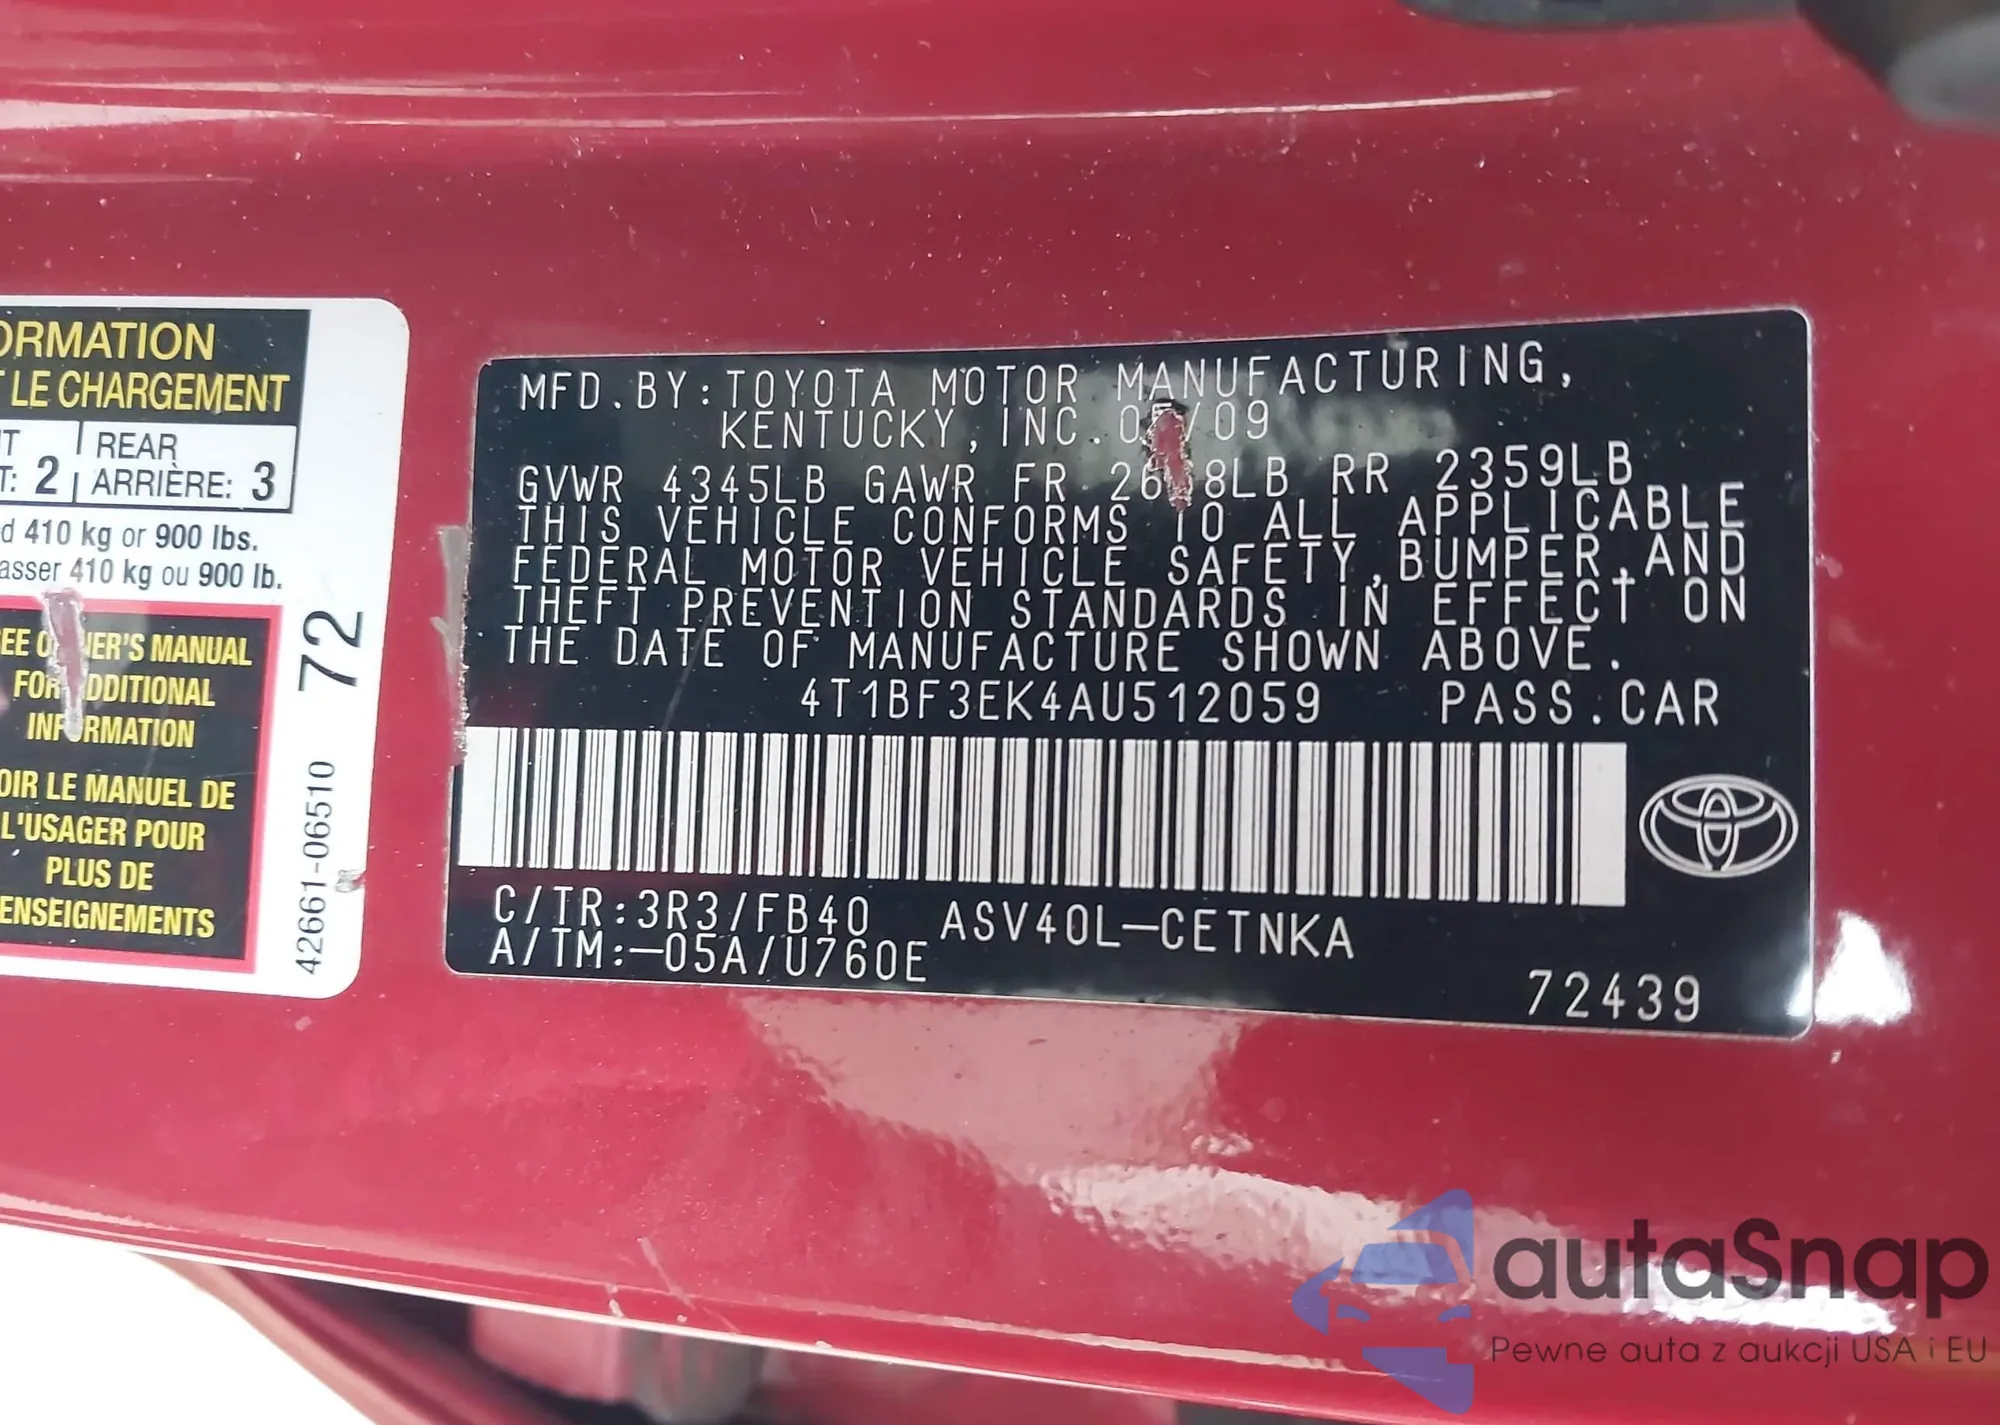 ORMATION
LE CHARGEMENT
REAR
2 ARRIÈRE: 3
410 kg or 900 lbs.
asser 410 kg ou 900 lb.
MANUAL
FOR
INFORMATION
OIR LE MANUEL DE
L'USAGER POUR
PLUS DE
ENSEIGNEMENTS
72
42661-06510
MFD.BY:TOYOTA MOTOR MANUFACTURING,
KENTUCKY,INC. /09
GVWR 4345LB GAWR FR RR 2359LB
THIS VEHICLE CONFORMS TO ALL APPLICABLE
FEDERAL MOTOR VEHICLE SAFETY,BUMPER,AND
THEFT PREVENTION STANDARDS IN EFFECT ON
THE DATE OF MANUFACTURE SHOWN ABOVE.
4T1BF3EK4AU512059 PASS.CAR
C/TR:3R3/FB40 ASV40L-CETNKA
A/TM:-05A/U760E
72439
TOYOTA
autaSnap
Pewne auta z aukcji USA i EU